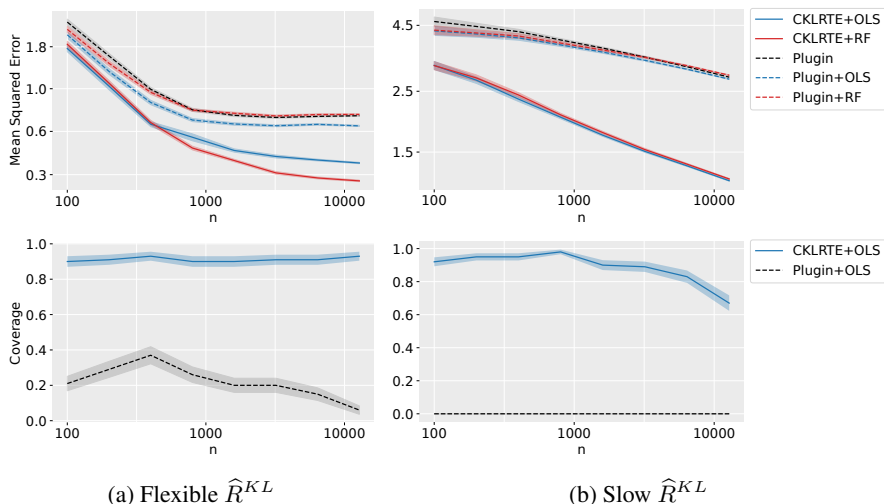 Mean Squared Error
1.8
1.0
0.6
0.3
100
1000
10000
n
4.5
2.5
1.5
100
1000
10000
n
CKLRTE+OLS
CKLRTE+RF
Plugin
Plugin+OLS
Plugin+RF
Coverage
1.0
0.8
0.6
0.4
0.2
0.0
100
1000
10000
n
1.0
0.8
0.6
0.4
0.2
0.0
100
1000
10000
n
CKLRTE+OLS
Plugin+OLS
(a) Flexible R̂^{KL}
(b) Slow R̂^{KL}